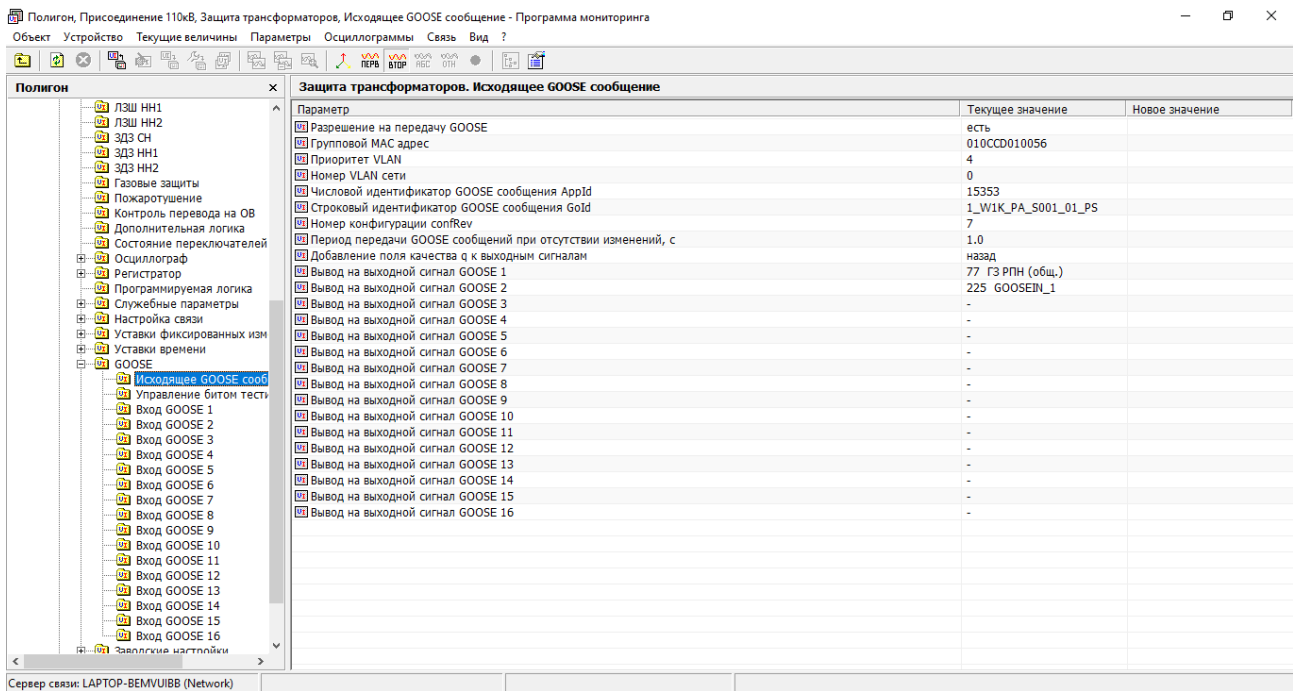 Полигон, Присоединение 110кВ, Защита трансформаторов, Исходящее GOOSE сообщение - Программа мониторинга
Объект Устройство Текущие величины Параметры Осциллограммы Связь Вид ?
ПЕРВ ВТОР АБС ОТН
Полигон
ЛЗШ НН1
ЛЗШ НН2
ЗДЗ СН
ЗДЗ НН1
ЗДЗ НН2
Газовые защиты
Пожаротушение
Контроль перевода на ОВ
Дополнительная логика
Состояние переключателей
Осциллограф
Регистратор
Программируемая логика
Служебные параметры
Настройка связи
Уставки фиксированных изм
Уставки времени
GOOSE
Исходящее GOOSE сооб
Управление битом тести
Вход GOOSE 1
Вход GOOSE 2
Вход GOOSE 3
Вход GOOSE 4
Вход GOOSE 5
Вход GOOSE 6
Вход GOOSE 7
Вход GOOSE 8
Вход GOOSE 9
Вход GOOSE 10
Вход GOOSE 11
Вход GOOSE 12
Вход GOOSE 13
Вход GOOSE 14
Вход GOOSE 15
Вход GOOSE 16
Заводские настройки
Защита трансформаторов. Исходящее GOOSE сообщение
Параметр Текущее значение Новое значение
Разрешение на передачу GOOSE есть
Групповой MAC адрес 010CCD010056
Приоритет VLAN 4
Номер VLAN сети 0
Числовой идентификатор GOOSE сообщения AppId 15353
Строковый идентификатор GOOSE сообщения GoId 1_W1K_PA_S001_01_PS
Номер конфигурации confRev 7
Период передачи GOOSE сообщений при отсутствии изменений, с 1.0
Добавление поля качества q к выходным сигналам назад
Вывод на выходной сигнал GOOSE 1 77 ГЗ РПН (общ.)
Вывод на выходной сигнал GOOSE 2 225 GOOSEIN_1
Вывод на выходной сигнал GOOSE 3 -
Вывод на выходной сигнал GOOSE 4 -
Вывод на выходной сигнал GOOSE 5 -
Вывод на выходной сигнал GOOSE 6 -
Вывод на выходной сигнал GOOSE 7 -
Вывод на выходной сигнал GOOSE 8 -
Вывод на выходной сигнал GOOSE 9 -
Вывод на выходной сигнал GOOSE 10 -
Вывод на выходной сигнал GOOSE 11 -
Вывод на выходной сигнал GOOSE 12 -
Вывод на выходной сигнал GOOSE 13 -
Вывод на выходной сигнал GOOSE 14 -
Вывод на выходной сигнал GOOSE 15 -
Вывод на выходной сигнал GOOSE 16 -
Сервер связи: LAPTOP-BEMVUIBB (Network)